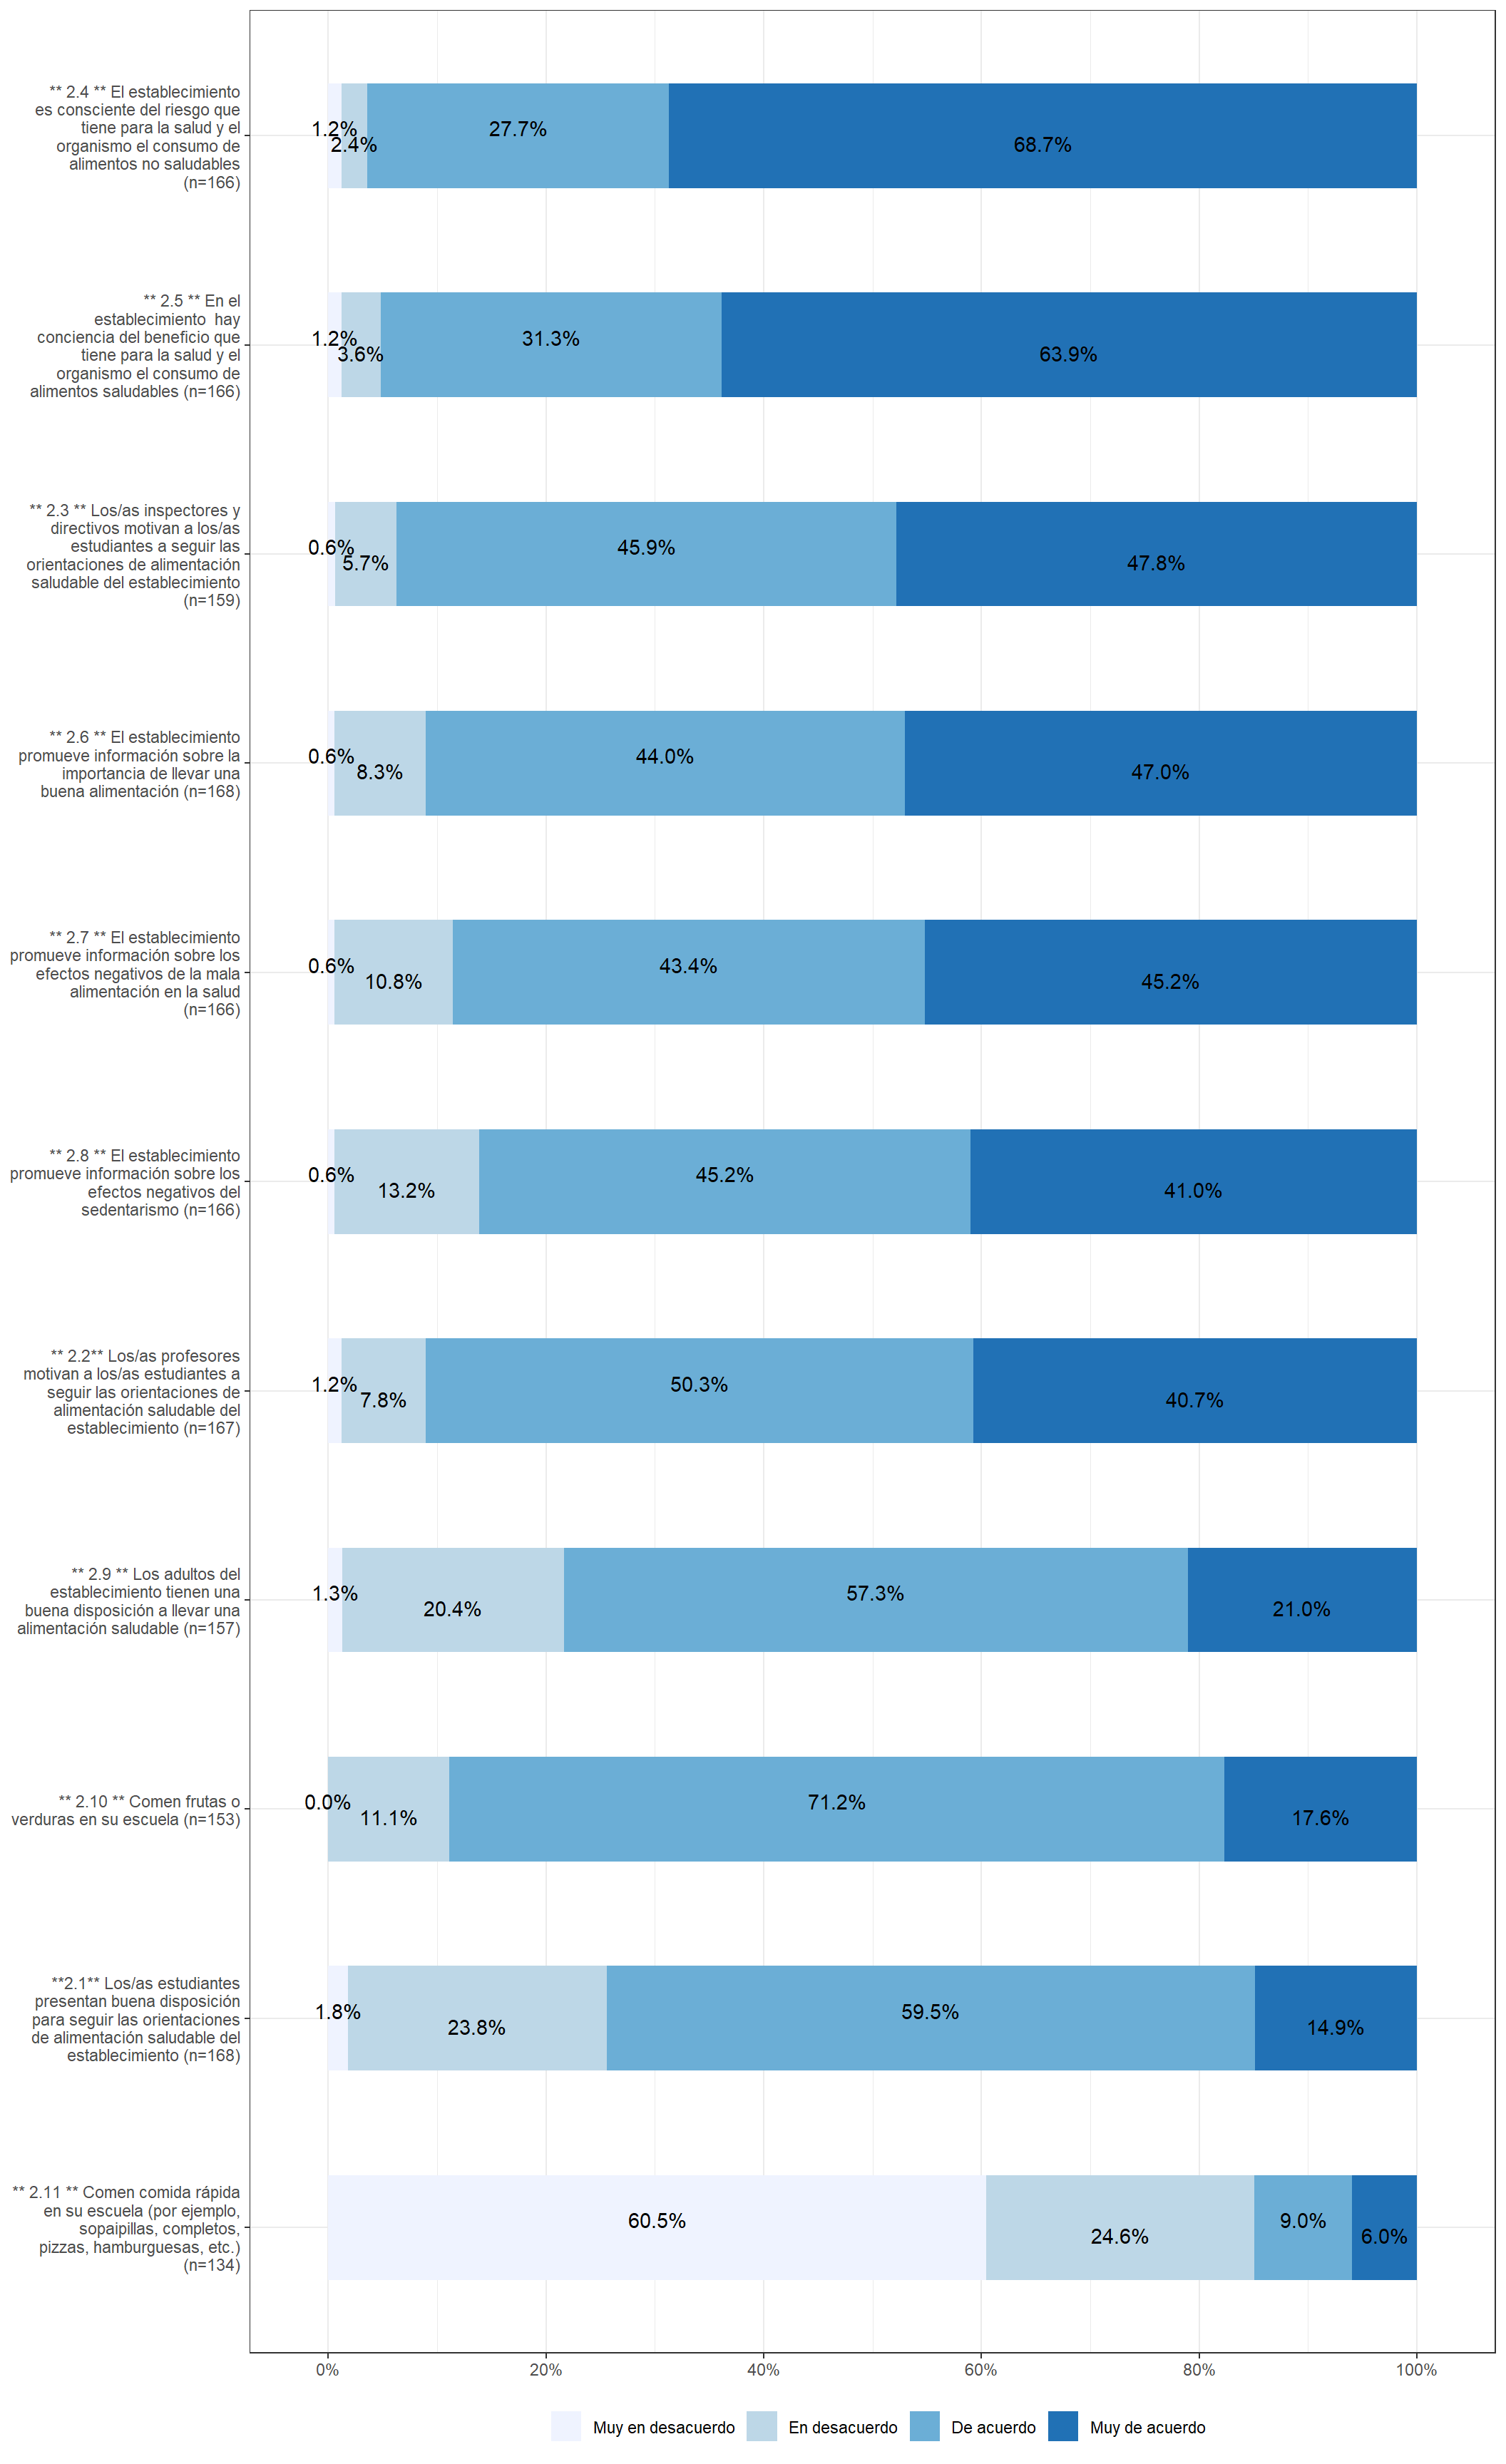 ** 2.4 ** El establecimiento
es consciente del riesgo que
tiene para la salud y el
organismo el consumo de
alimentos no saludables
(n=166)
1.2%
2.4%
27.7%
68.7%
** 2.5 ** En el
establecimiento  hay
conciencia del beneficio que
tiene para la salud y el
organismo el consumo de
alimentos saludables (n=166)
1.2%
3.6%
31.3%
63.9%
** 2.3 ** Los/as inspectores y
directivos motivan a los/as
estudiantes a seguir las
orientaciones de alimentación
saludable del establecimiento
(n=159)
0.6%
5.7%
45.9%
47.8%
** 2.6 ** El establecimiento
promueve información sobre la
importancia de llevar una
buena alimentación (n=168)
0.6%
8.3%
44.0%
47.0%
** 2.7 ** El establecimiento
promueve información sobre los
efectos negativos de la mala
alimentación en la salud
(n=166)
0.6%
10.8%
43.4%
45.2%
** 2.8 ** El establecimiento
promueve información sobre los
efectos negativos del
sedentarismo (n=166)
0.6%
13.2%
45.2%
41.0%
** 2.2** Los/as profesores
motivan a los/as estudiantes a
seguir las orientaciones de
alimentación saludable del
establecimiento (n=167)
1.2%
7.8%
50.3%
40.7%
** 2.9 ** Los adultos del
establecimiento tienen una
buena disposición a llevar una
alimentación saludable (n=157)
1.3%
20.4%
57.3%
21.0%
** 2.10 ** Comen frutas o
verduras en su escuela (n=153)
0.0%
11.1%
71.2%
17.6%
**2.1** Los/as estudiantes
presentan buena disposición
para seguir las orientaciones
de alimentación saludable del
establecimiento (n=168)
1.8%
23.8%
59.5%
14.9%
** 2.11 ** Comen comida rápida
en su escuela (por ejemplo,
sopaipillas, completos,
pizzas, hamburguesas, etc.)
(n=134)
60.5%
24.6%
9.0%
6.0%
0% 20% 40% 60% 80% 100%
Muy en desacuerdo En desacuerdo De acuerdo Muy de acuerdo